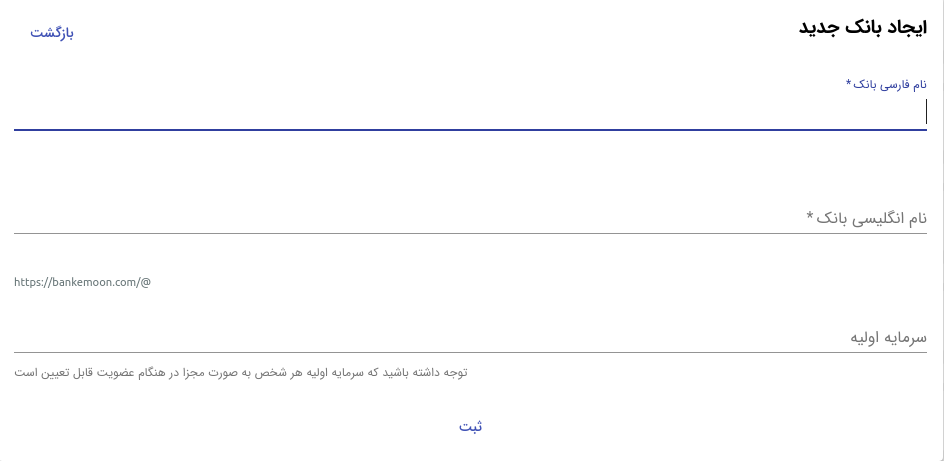 ایجاد بانک جدید
بازگشت
نام فارسی بانک *
نام انگلیسی بانک *
https://bankemoon.com/@
سرمایه اولیه
توجه داشته باشید که سرمایه اولیه هر شخص به صورت مجزا در هنگام عضویت قابل تعیین است
ثبت